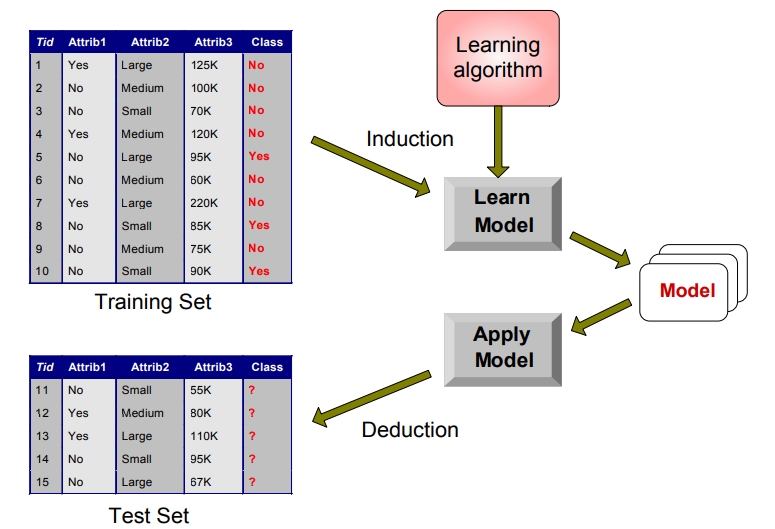 Tid Attrib1 Attrib2 Attrib3 Class
1 Yes Large 125K No
2 No Medium 100K No
3 No Small 70K No
4 Yes Medium 120K No
5 No Large 95K Yes
6 No Medium 60K No
7 Yes Large 220K No
8 No Small 85K Yes
9 No Medium 75K No
10 No Small 90K Yes
Training Set
Learning
algorithm
Induction
Learn
Model
Model
Apply
Model
Deduction
Tid Attrib1 Attrib2 Attrib3 Class
11 No Small 55K ?
12 Yes Medium 80K ?
13 Yes Large 110K ?
14 No Small 95K ?
15 No Large 67K ?
Test Set